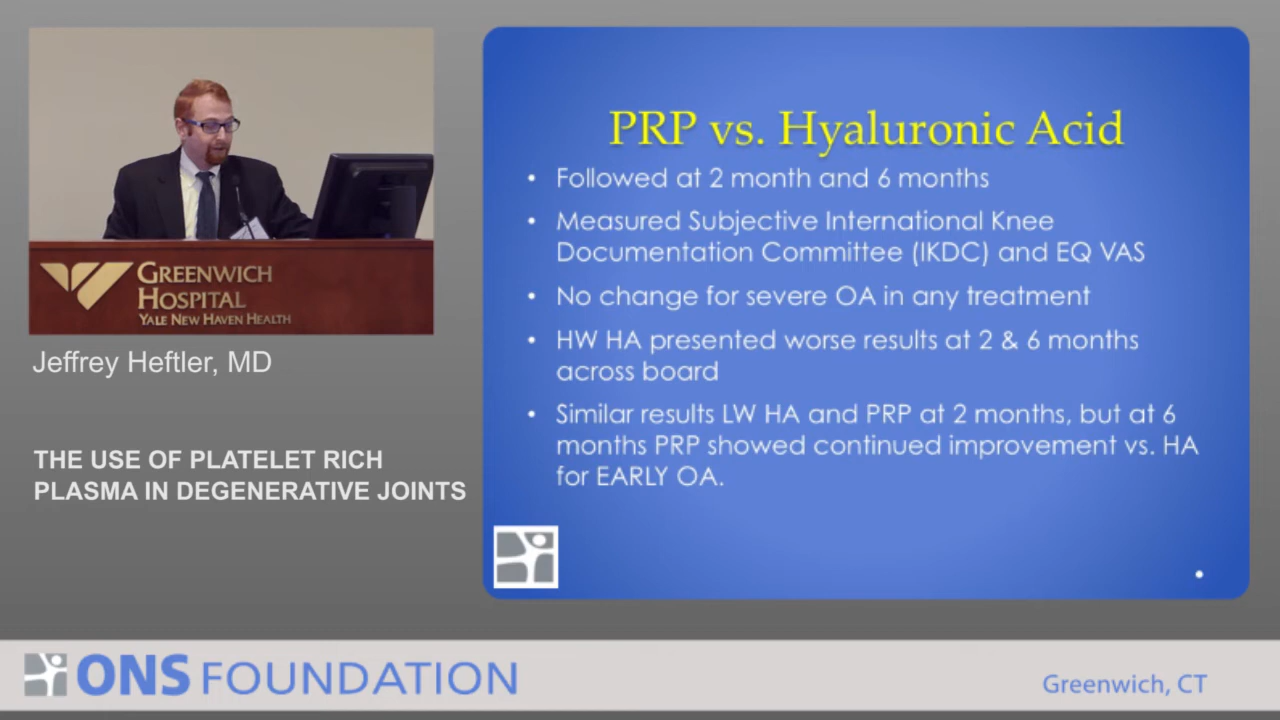 GREENWICH
HOSPITAL
YALE NEW HAVEN HEALTH
Jeffrey Heftler, MD
THE USE OF PLATELET RICH
PLASMA IN DEGENERATIVE JOINTS
PRP vs. Hyaluronic Acid
• Followed at 2 month and 6 months
• Measured Subjective International Knee
Documentation Committee (IKDC) and EQ VAS
• No change for severe OA in any treatment
• HW HA presented worse results at 2 & 6 months
across board
• Similar results LW HA and PRP at 2 months, but at 6
months PRP showed continued improvement vs. HA
for EARLY OA.
ONS FOUNDATION
Greenwich, CT